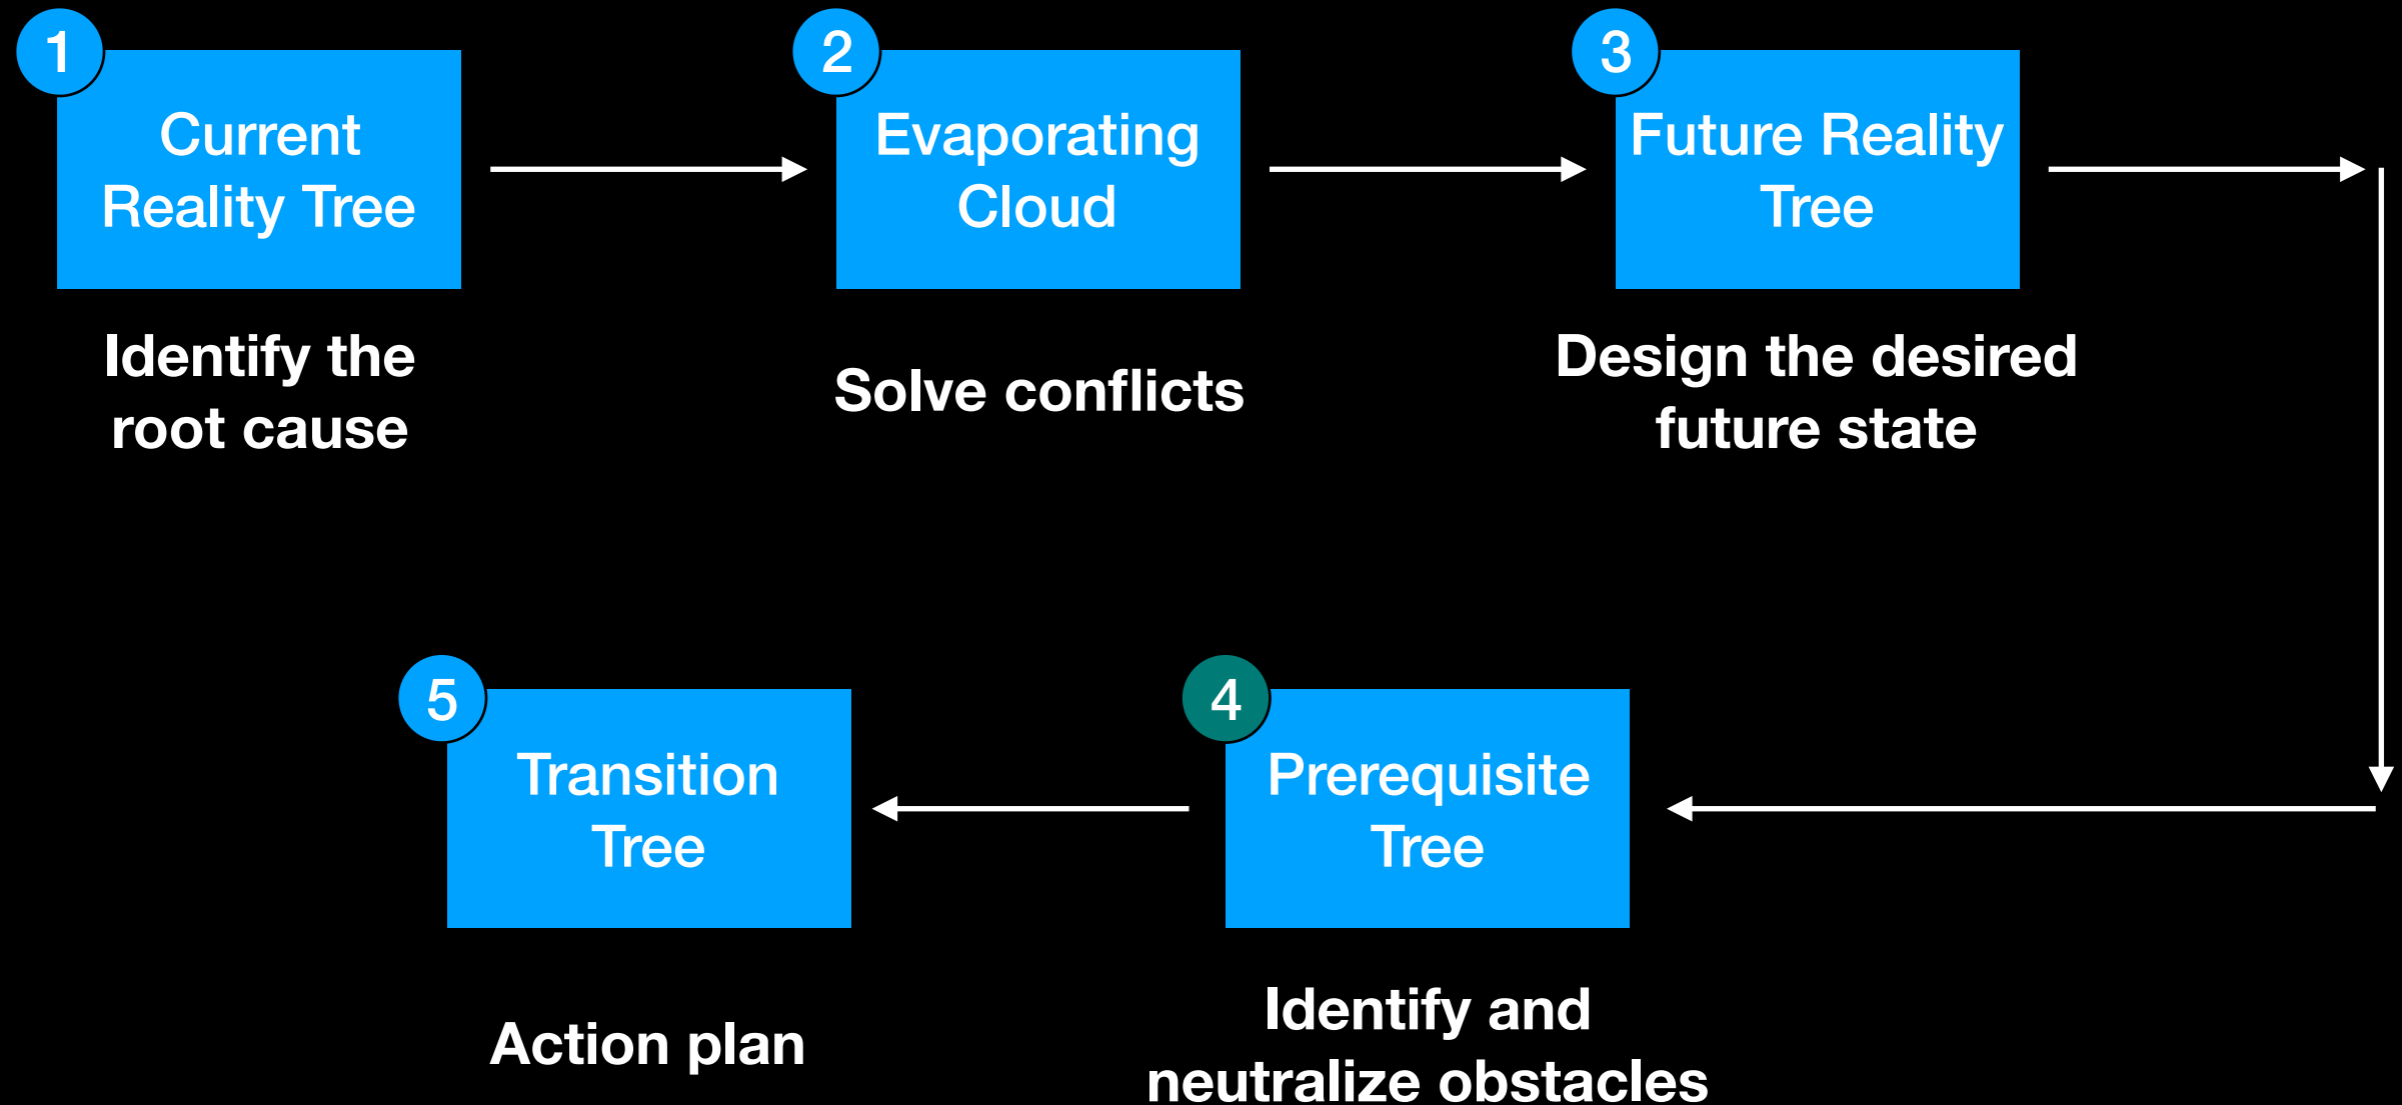 1
Current
Reality Tree
Identify the
root cause
2
Evaporating
Cloud
Solve conflicts
3
Future Reality
Tree
Design the desired
future state
4
Prerequisite
Tree
Identify and
neutralize obstacles
5
Transition
Tree
Action plan